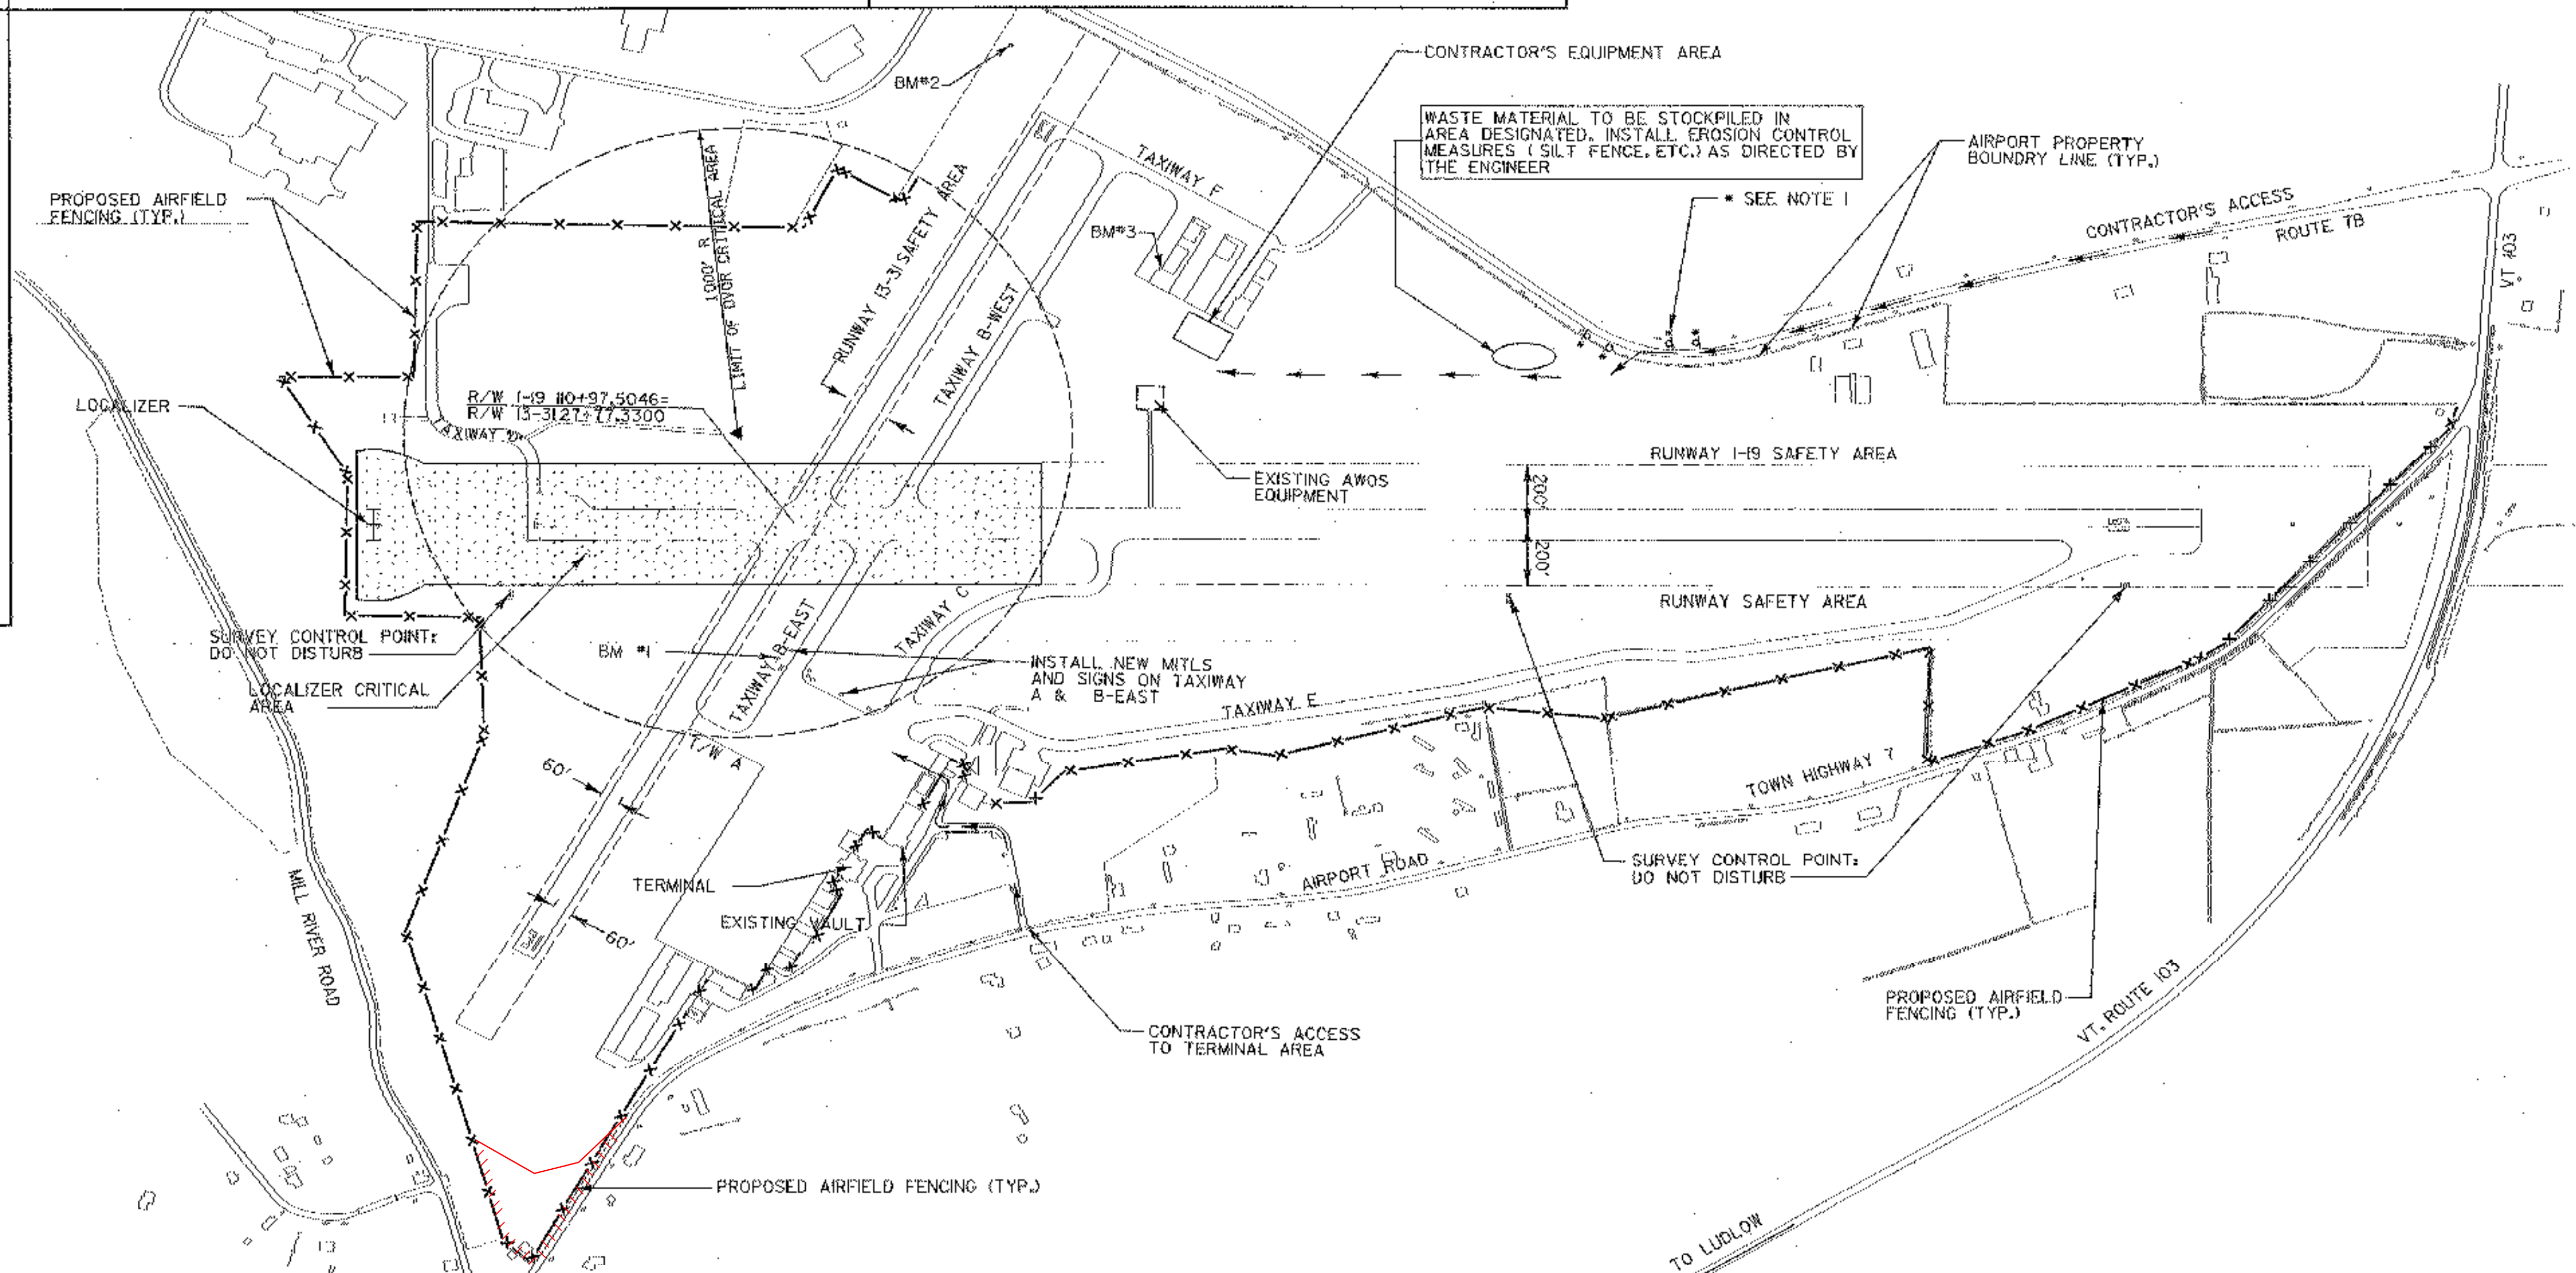 CONTRACTOR'S EQUIPMENT AREA
BM#2
WASTE MATERIAL TO BE STOCKPILED IN
AREA DESIGNATED. INSTALL EROSION CONTROL
MEASURES (SILT FENCE, ETC.) AS DIRECTED BY
THE ENGINEER
AIRPORT PROPERTY
BOUNDRY LINE (TYP.)
TAXIWAY F
PROPOSED AIRFIELD
FENCING (TYP.)
* SEE NOTE 1
CONTRACTOR'S ACCESS
ROUTE 7B
VT 103
BM#3
1000' R
LIMIT OF DVOR CRITICAL AREA
RUNWAY 13-31 SAFETY AREA
TAXIWAY B-WEST
LOCALIZER
R/W 1-19 110+97.5046=
R/W 13-31 27+77.3300
TAXIWAY D
RUNWAY 1-19 SAFETY AREA
EXISTING AWOS
EQUIPMENT
200'
200'
RUNWAY SAFETY AREA
SURVEY CONTROL POINT:
DO NOT DISTURB
BM #1
TAXIWAY B-EAST
TAXIWAY C
INSTALL NEW MITLS
AND SIGNS ON TAXIWAY
A & B-EAST
LOCALIZER CRITICAL
AREA
TAXIWAY E
T/W A
60'
TOWN HIGHWAY 7
TERMINAL
EXISTING VAULT
AIRPORT ROAD
SURVEY CONTROL POINT:
DO NOT DISTURB
60'
MILL RIVER ROAD
PROPOSED AIRFIELD
FENCING (TYP.)
CONTRACTOR'S ACCESS
TO TERMINAL AREA
VT. ROUTE 103
PROPOSED AIRFIELD FENCING (TYP.)
TO LUDLOW